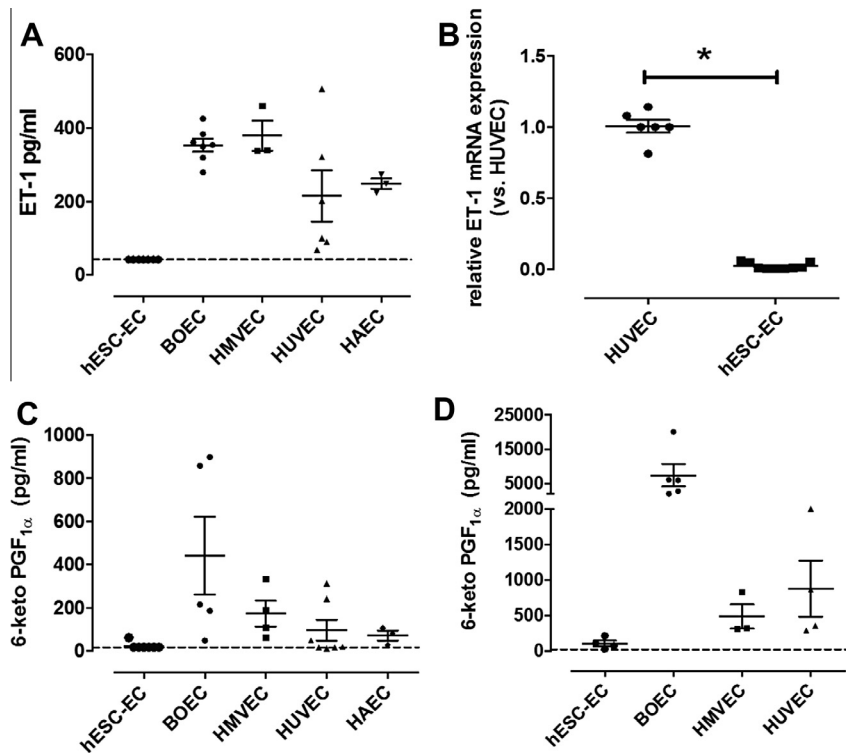 A
ET-1 pg/ml
600
400
200
0
hESC-EC
BOEC
HMVEC
HUVEC
HAEC
B
relative ET-1 mRNA expression
(vs. HUVEC)
1.5
1.0
0.5
0.0
*
HUVEC
hESC-EC
C
6-keto PGF1α (pg/ml)
1000
800
600
400
200
0
hESC-EC
BOEC
HMVEC
HUVEC
HAEC
D
6-keto PGF1α (pg/ml)
25000
15000
5000
2000
1500
1000
500
0
hESC-EC
BOEC
HMVEC
HUVEC